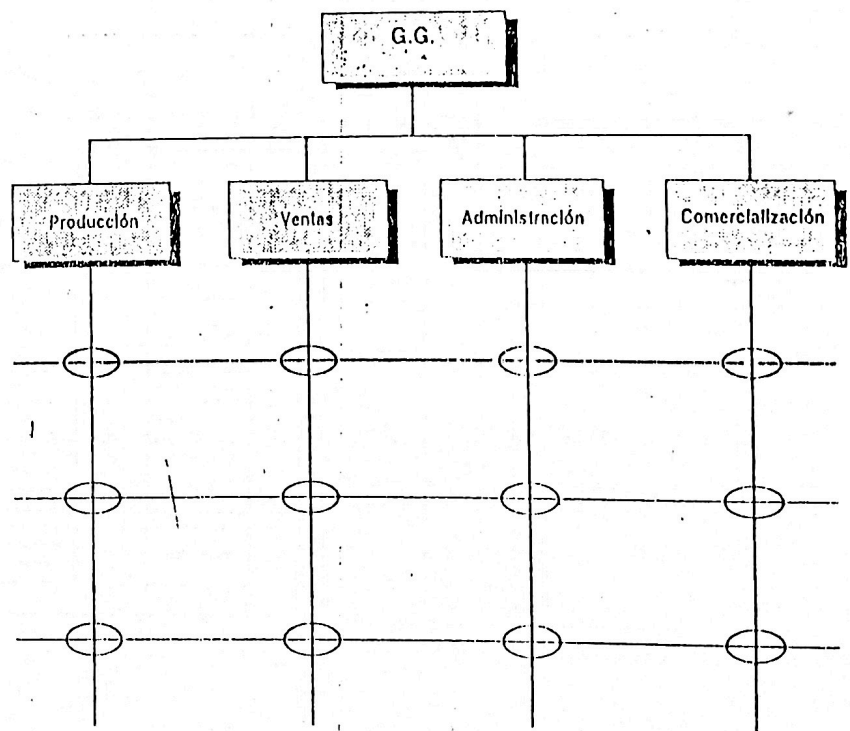 G.G.
Producción
Ventas
Administración
Comercialización